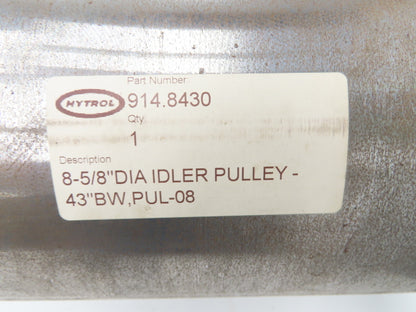 Part Number
HYTROL 914.8430
Qty.
1
Description
8-5/8"DIA IDLER PULLEY -
43"BW,PUL-08